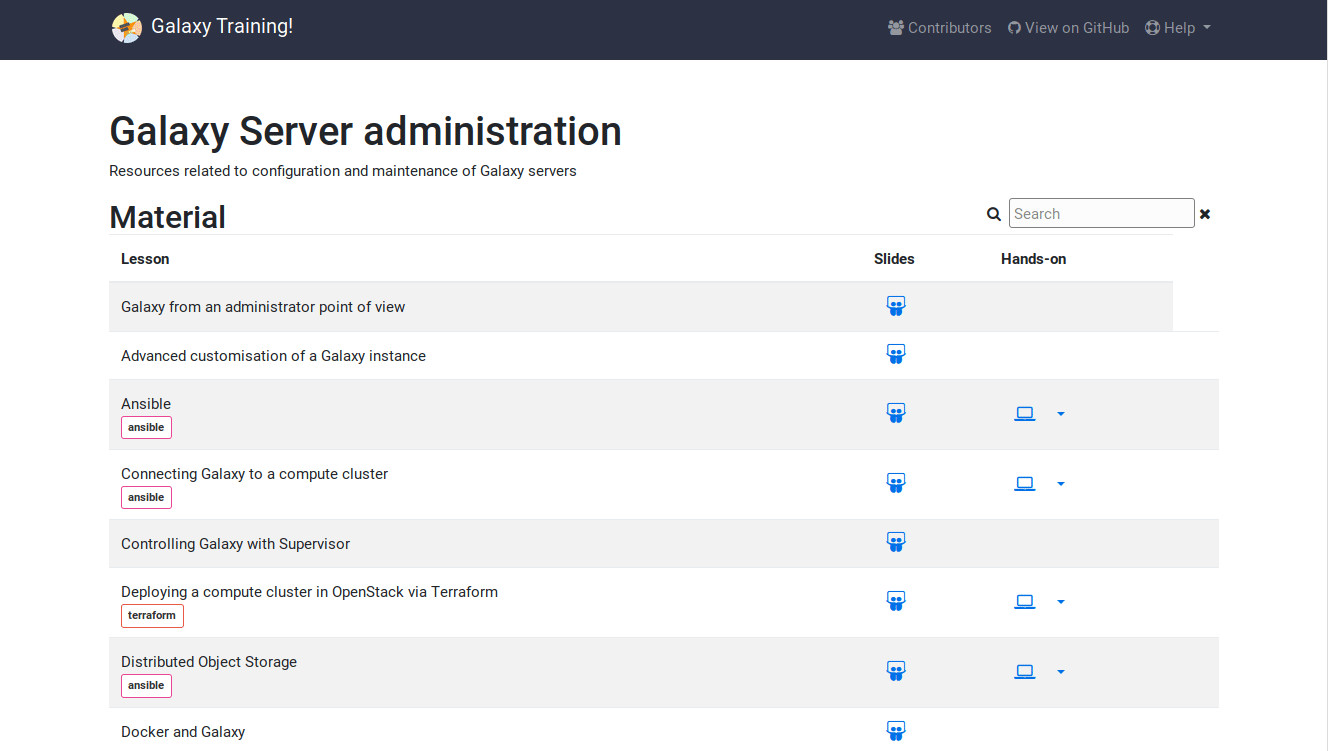 Galaxy Training!
Contributors View on GitHub Help
Galaxy Server administration
Resources related to configuration and maintenance of Galaxy servers
Material
Search
Lesson Slides Hands-on
Galaxy from an administrator point of view
Advanced customisation of a Galaxy instance
Ansible
ansible
Connecting Galaxy to a compute cluster
ansible
Controlling Galaxy with Supervisor
Deploying a compute cluster in OpenStack via Terraform
terraform
Distributed Object Storage
ansible
Docker and Galaxy